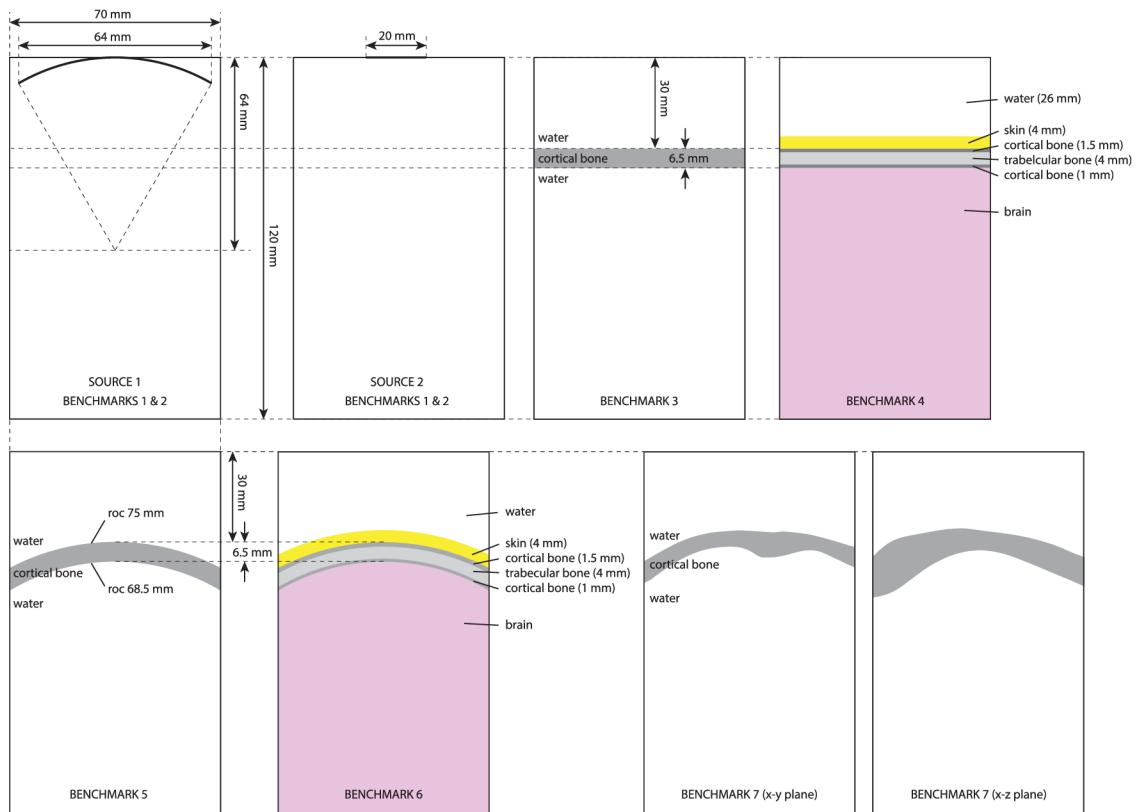 70 mm
64 mm
64 mm
120 mm
SOURCE 1
BENCHMARKS 1 & 2
20 mm
SOURCE 2
BENCHMARKS 1 & 2
30 mm
water
cortical bone
6.5 mm
water
BENCHMARK 3
water (26 mm)
skin (4 mm)
cortical bone (1.5 mm)
trabelcular bone (4 mm)
cortical bone (1 mm)
brain
BENCHMARK 4
30 mm
roc 75 mm
water
6.5 mm
cortical bone
roc 68.5 mm
water
BENCHMARK 5
water
skin (4 mm)
cortical bone (1.5 mm)
trabecular bone (4 mm)
cortical bone (1 mm)
brain
BENCHMARK 6
water
cortical bone
water
BENCHMARK 7 (x-y plane)
BENCHMARK 7 (x-z plane)